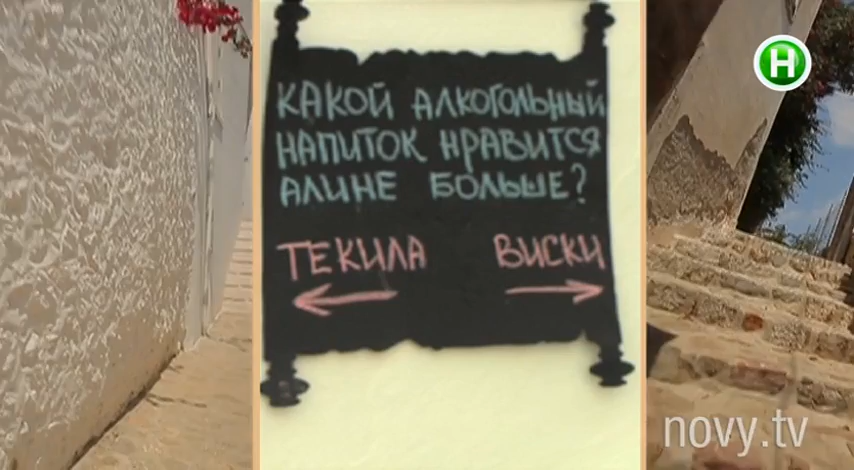 Н
КАКОЙ АЛКОГОЛЬНЫЙ
НАПИТОК НРАВИТСЯ
АЛИНЕ БОЛЬШЕ?
ТЕКИЛА ВИСКИ
novy.tv